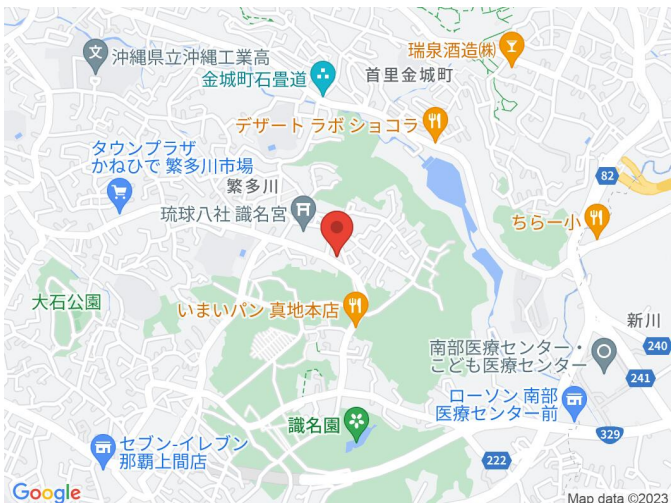 沖縄県立沖縄工業高
瑞泉酒造㈱
首里金城町
金城町石畳道
デザート ラボ ショコラ
タウンプラザ
かねひで 繁多川市場
82
繁多川
琉球八社 識名宮
ちらー小
いまいパン 真地本店
大石公園
新川
南部医療センター・
こども医療センター
240
241
ローソン 南部
医療センター前
識名園
329
セブン-イレブン
那覇上間店
222
Google
Map data ©2023